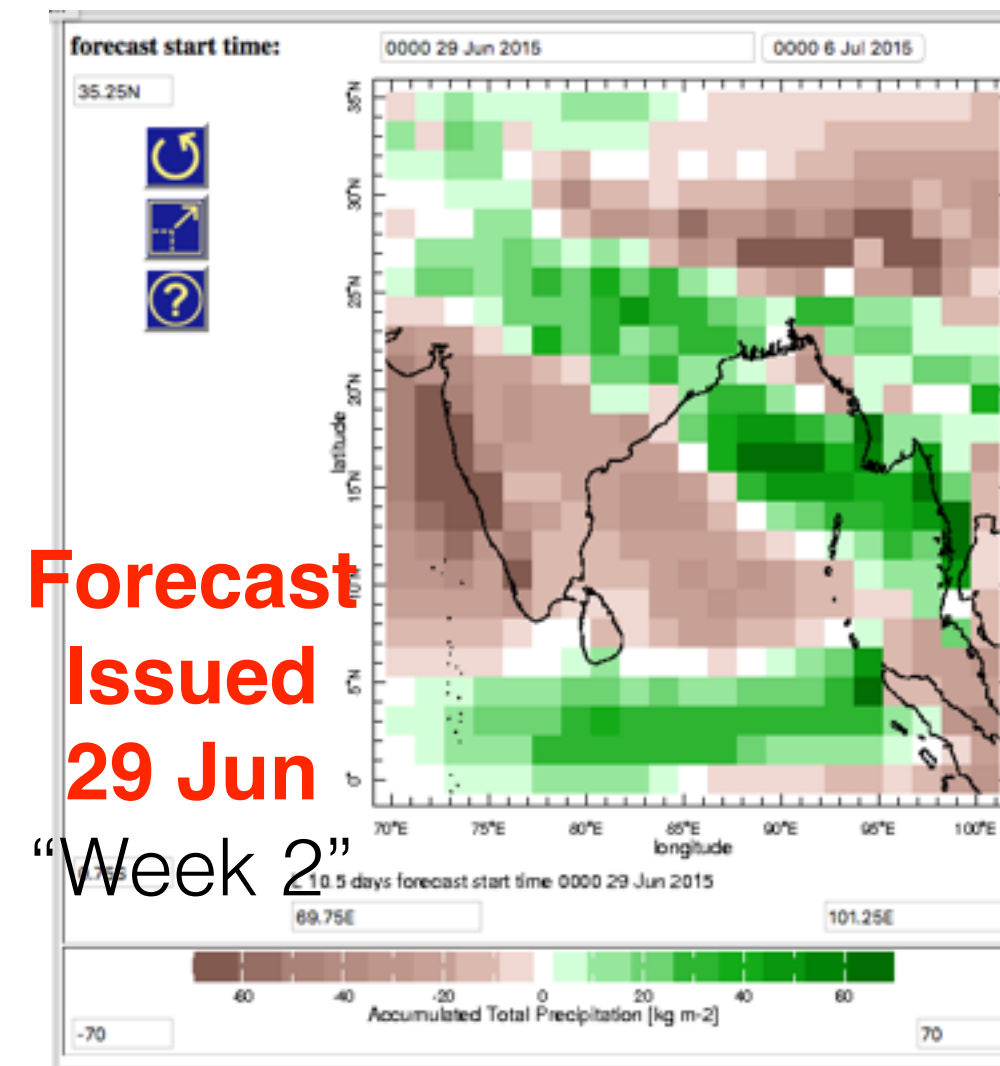 forecast start time:
0000 29 Jun 2015
0000 6 Jul 2015
35.25N
?
35°N
30°N
25°N
20°N
15°N
10°N
5°N
0°
latitude
70°E 75°E 80°E 85°E 90°E 95°E 100°E
longitude
Forecast
Issued
29 Jun
“Week 2”
10.5 days forecast start time 0000 29 Jun 2015
69.75E
101.25E
-60 -40 -20 0 20 40 60
Accumulated Total Precipitation [kg m-2]
-70
70